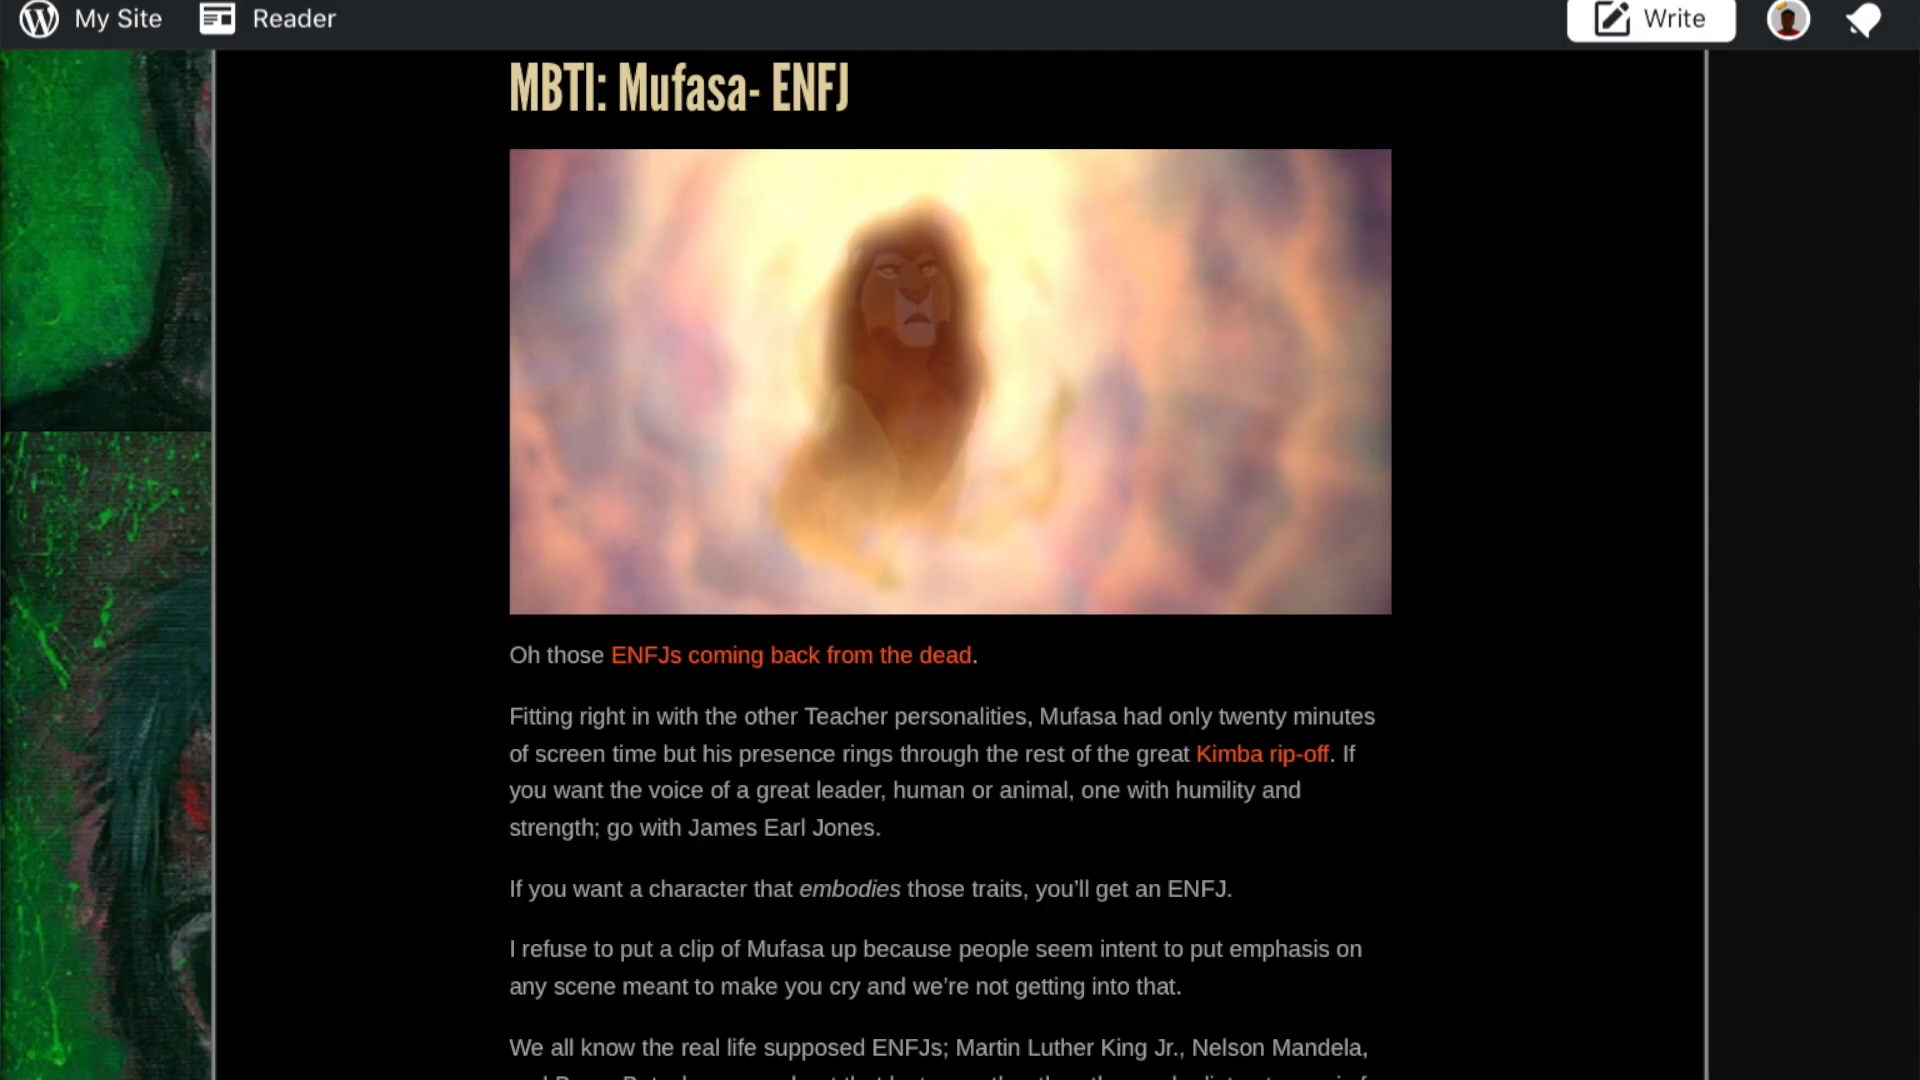 My Site
Reader
Write
MBTI: Mufasa- ENFJ
Oh those ENFJs coming back from the dead.
Fitting right in with the other Teacher personalities, Mufasa had only twenty minutes
of screen time but his presence rings through the rest of the great Kimba rip-off. If
you want the voice of a great leader, human or animal, one with humility and
strength; go with James Earl Jones.
If you want a character that embodies those traits, you’ll get an ENFJ.
I refuse to put a clip of Mufasa up because people seem intent to put emphasis on
any scene meant to make you cry and we’re not getting into that.
We all know the real life supposed ENFJs; Martin Luther King Jr., Nelson Mandela,